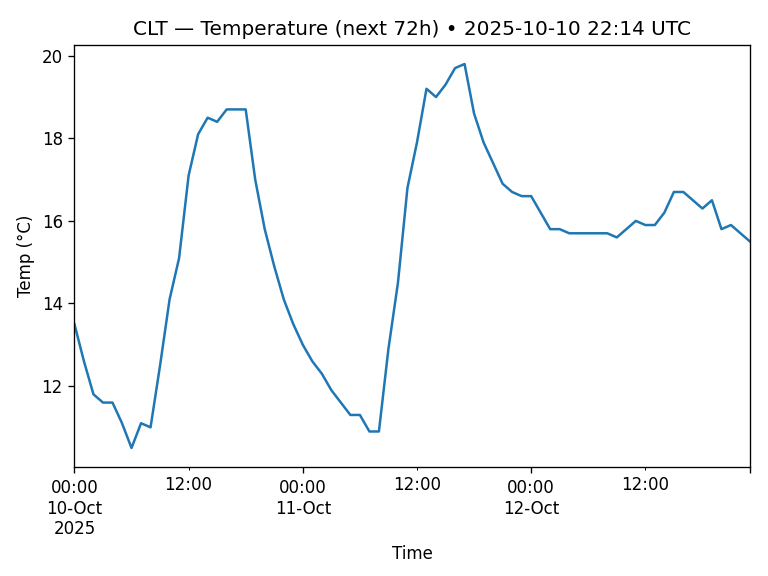 CLT — Temperature (next 72h) • 2025-10-10 22:14 UTC
20
18
16
14
12
Temp (°C)
00:00 12:00 00:00 12:00 00:00 12:00
10-Oct 11-Oct 12-Oct
2025
Time